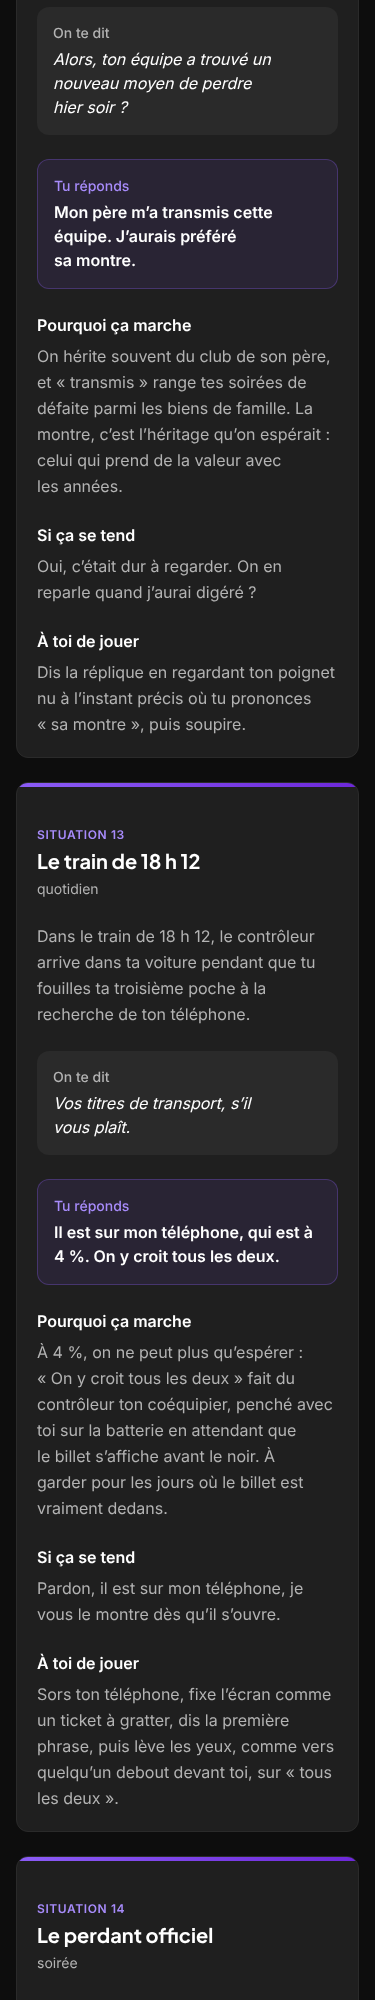 On te dit
Alors, ton équipe a trouvé un
nouveau moyen de perdre
hier soir ?
Tu réponds
Mon père m’a transmis cette
équipe. J’aurais préféré
sa montre.
Pourquoi ça marche
On hérite souvent du club de son père,
et « transmis » range tes soirées de
défaite parmi les biens de famille. La
montre, c’est l’héritage qu’on espérait :
celui qui prend de la valeur avec
les années.
Si ça se tend
Oui, c’était dur à regarder. On en
reparle quand j’aurai digéré ?
À toi de jouer
Dis la réplique en regardant ton poignet
nu à l’instant précis où tu prononces
« sa montre », puis soupire.
SITUATION 13
Le train de 18 h 12
quotidien
Dans le train de 18 h 12, le contrôleur
arrive dans ta voiture pendant que tu
fouilles ta troisième poche à la
recherche de ton téléphone.
On te dit
Vos titres de transport, s’il
vous plaît.
Tu réponds
Il est sur mon téléphone, qui est à
4 %. On y croit tous les deux.
Pourquoi ça marche
À 4 %, on ne peut plus qu’espérer :
« On y croit tous les deux » fait du
contrôleur ton coéquipier, penché avec
toi sur la batterie en attendant que
le billet s’affiche avant le noir. À
garder pour les jours où le billet est
vraiment dedans.
Si ça se tend
Pardon, il est sur mon téléphone, je
vous le montre dès qu’il s’ouvre.
À toi de jouer
Sors ton téléphone, fixe l’écran comme
un ticket à gratter, dis la première
phrase, puis lève les yeux, comme vers
quelqu’un debout devant toi, sur « tous
les deux ».
SITUATION 14
Le perdant officiel
soirée